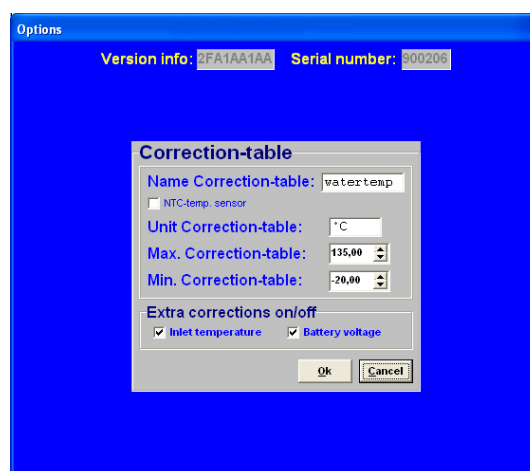 Options
Version info: 2FA1AA1AA Serial number: 900206
Correction-table
Name Correction-table: watertemp
NTC-temp. sensor
Unit Correction-table: °C
Max. Correction-table: 135,00
Min. Correction-table: -20,00
Extra corrections on/off
Inlet temperature Battery voltage
Ok Cancel